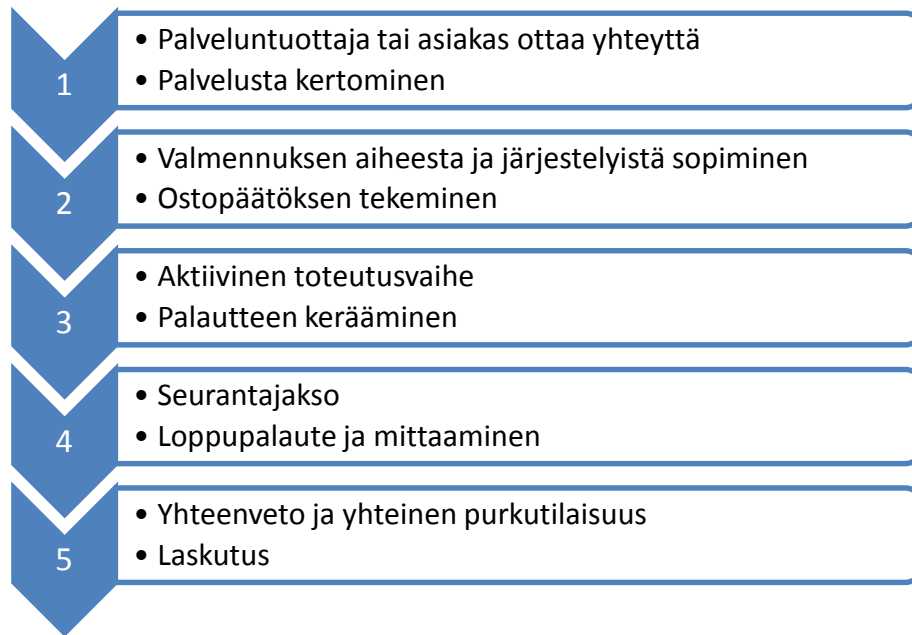 1
• Palveluntuottaja tai asiakas ottaa yhteyttä
• Palvelusta kertominen
2
• Valmennuksen aiheesta ja järjestelyistä sopiminen
• Ostopäätöksen tekeminen
3
• Aktiivinen toteutusvaihe
• Palautteen kerääminen
4
• Seurantajakso
• Loppupalaute ja mittaaminen
5
• Yhteenveto ja yhteinen purkutilaisuus
• Laskutus